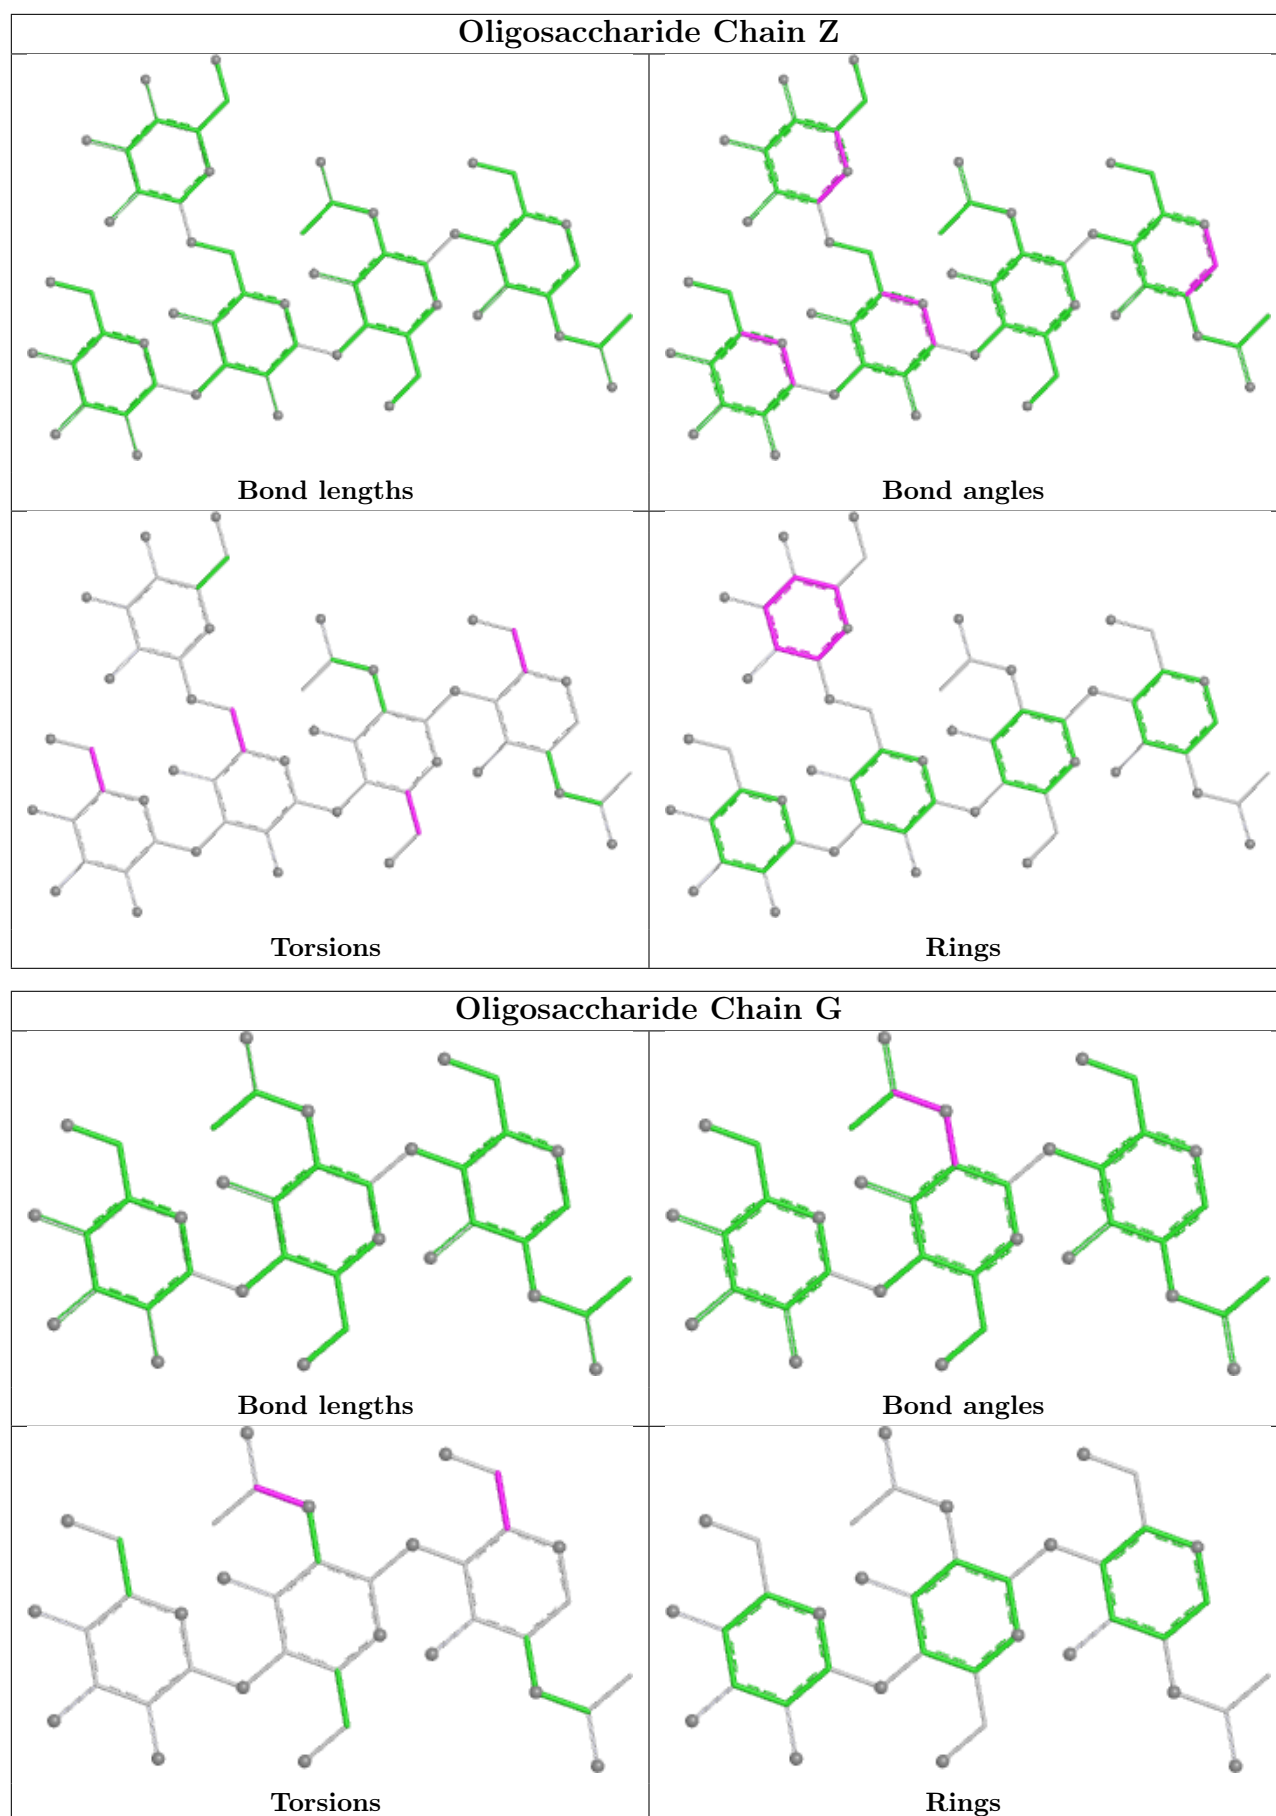 Oligosaccharide Chain Z
Bond lengths
Bond angles
Torsions
Rings
Oligosaccharide Chain G
Bond lengths
Bond angles
Torsions
Rings